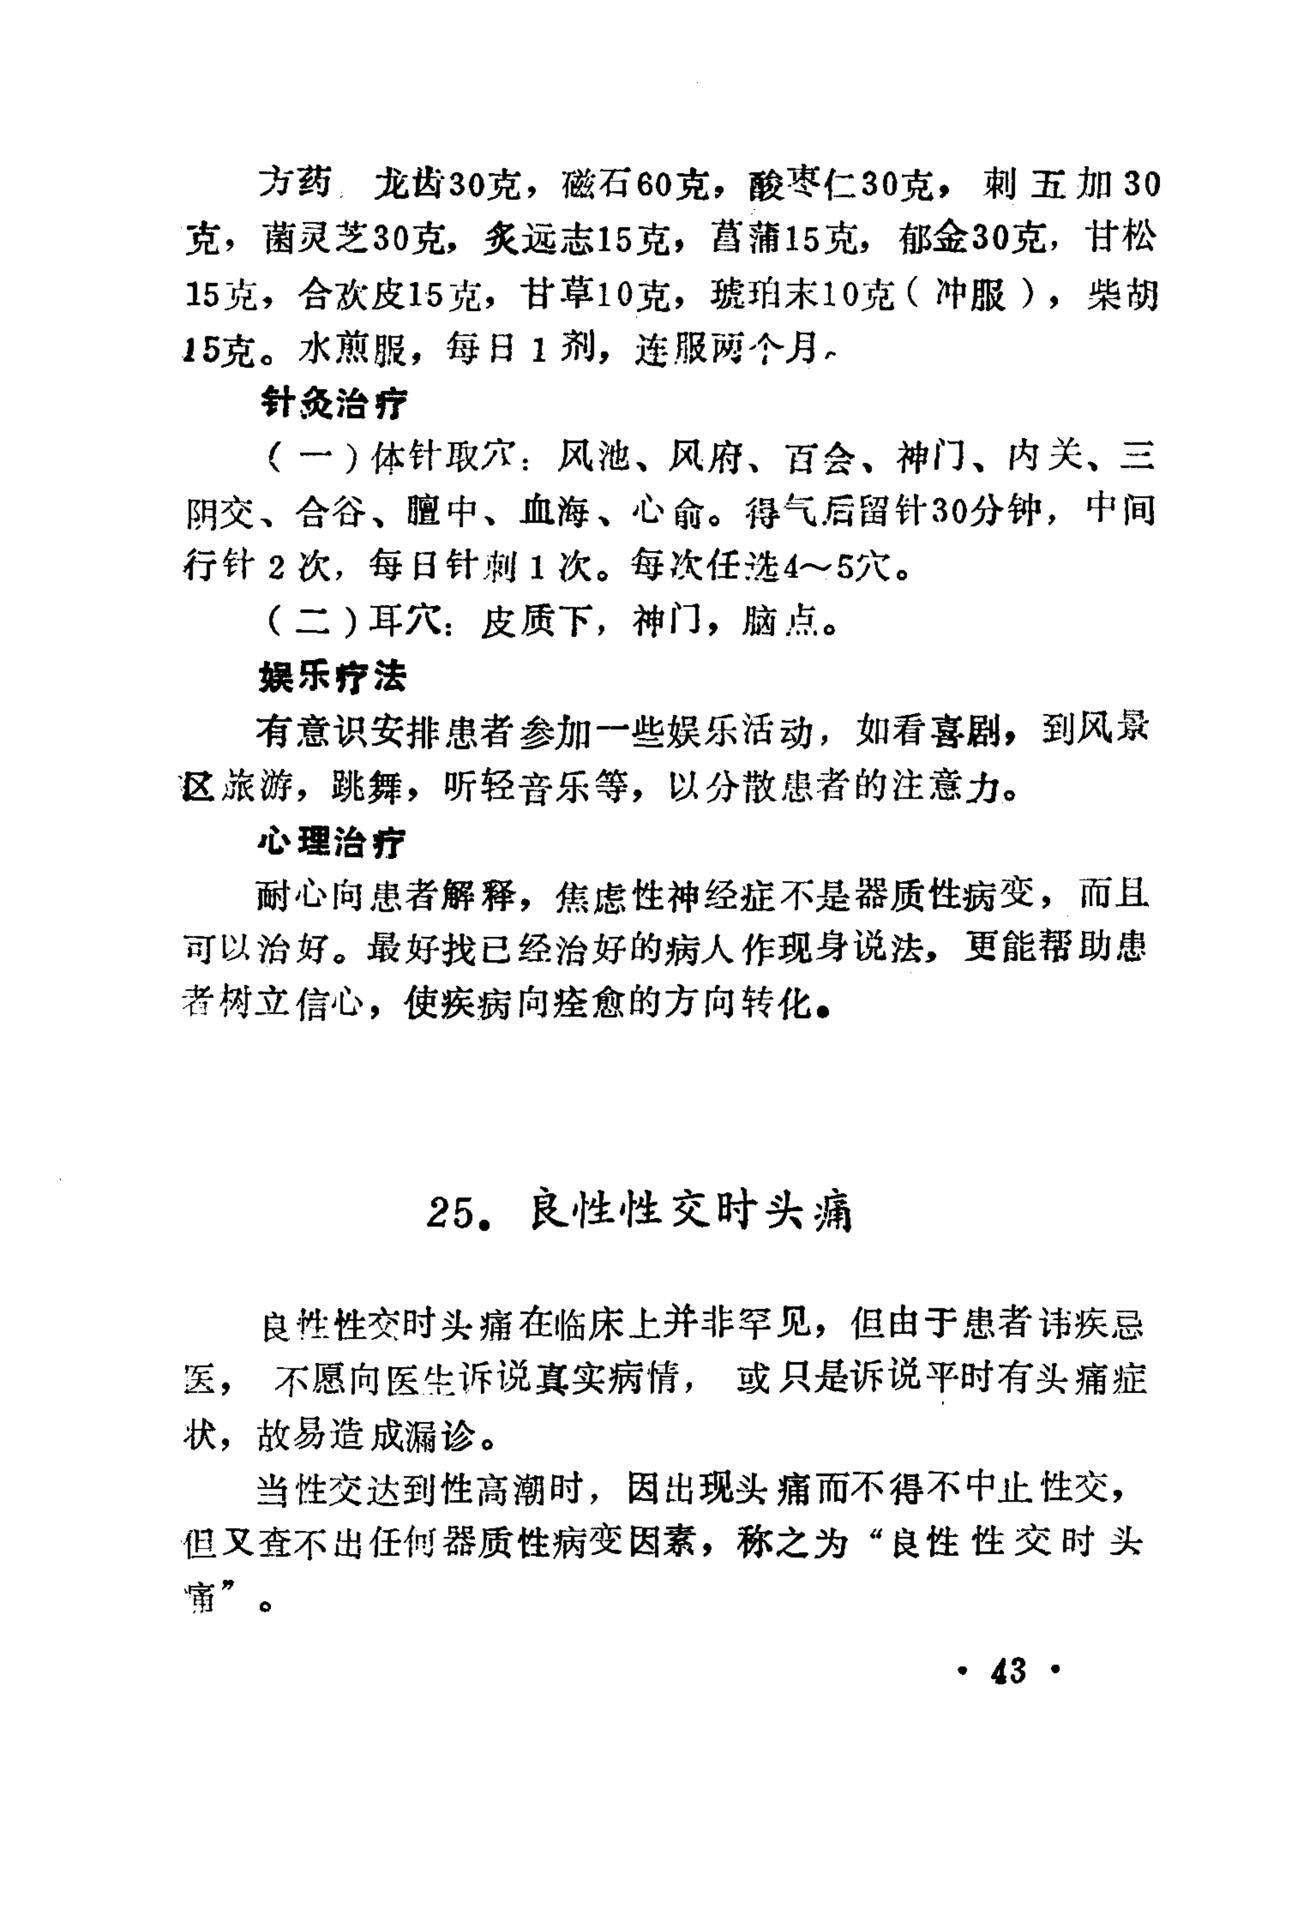 方药 龙齿30克，磁石60克，酸枣仁30克，刺五加30
克，菌灵芝30克，炙远志15克，菖蒲15克，郁金30克，甘松
15克，合欢皮15克，甘草10克，琥珀末10克（冲服），柴胡
15克。水煎服，每日1剂，连服两个月。
针灸治疗
（一）体针取穴：风池、风府、百会、神门、内关、三
阴交、合谷、膻中、血海、心俞。得气后留针30分钟，中间
行针2次，每日针刺1次。每次任选4～5穴。
（二）耳穴：皮质下，神门，脑点。
娱乐疗法
有意识安排患者参加一些娱乐活动，如看喜剧，到风景
区旅游，跳舞，听轻音乐等，以分散患者的注意力。
心理治疗
耐心向患者解释，焦虑性神经症不是器质性病变，而且
可以治好。最好找已经治好的病人作现身说法，更能帮助患
者树立信心，使疾病向痊愈的方向转化。
25．良性性交时头痛
良性性交时头痛在临床上并非罕见，但由于患者讳疾忌
医，不愿向医生诉说真实病情，或只是诉说平时有头痛症
状，故易造成漏诊。
当性交达到性高潮时，因出现头痛而不得不中止性交，
但又查不出任何器质性病变因素，称之为“良性性交时头
痛”。
· 43 ·